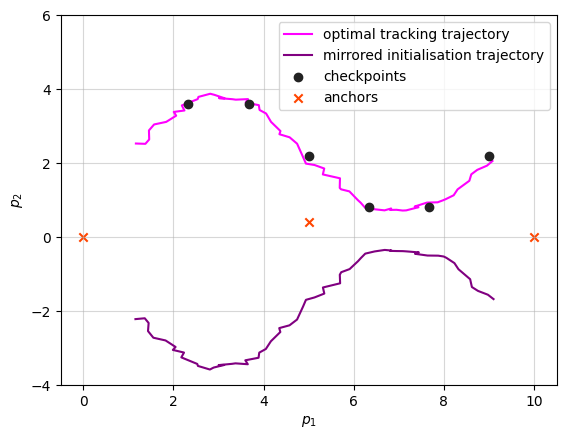 6
4
2
0
−2
−4
p₂
optimal tracking trajectory
mirrored initialisation trajectory
checkpoints
anchors
0 2 4 6 8 10
p₁